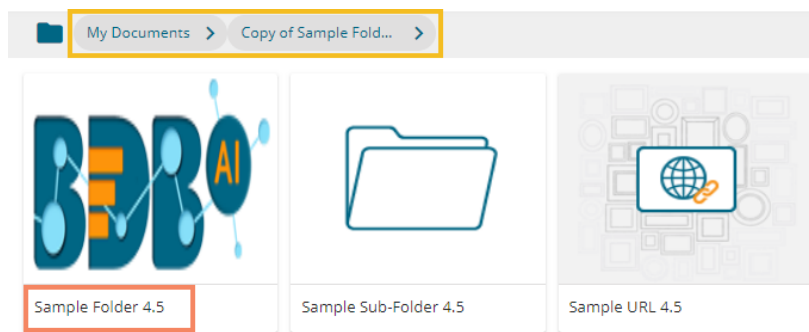 My Documents > Copy of Sample Fold... >
BDB AI
Sample Folder 4.5
Sample Sub-Folder 4.5
Sample URL 4.5